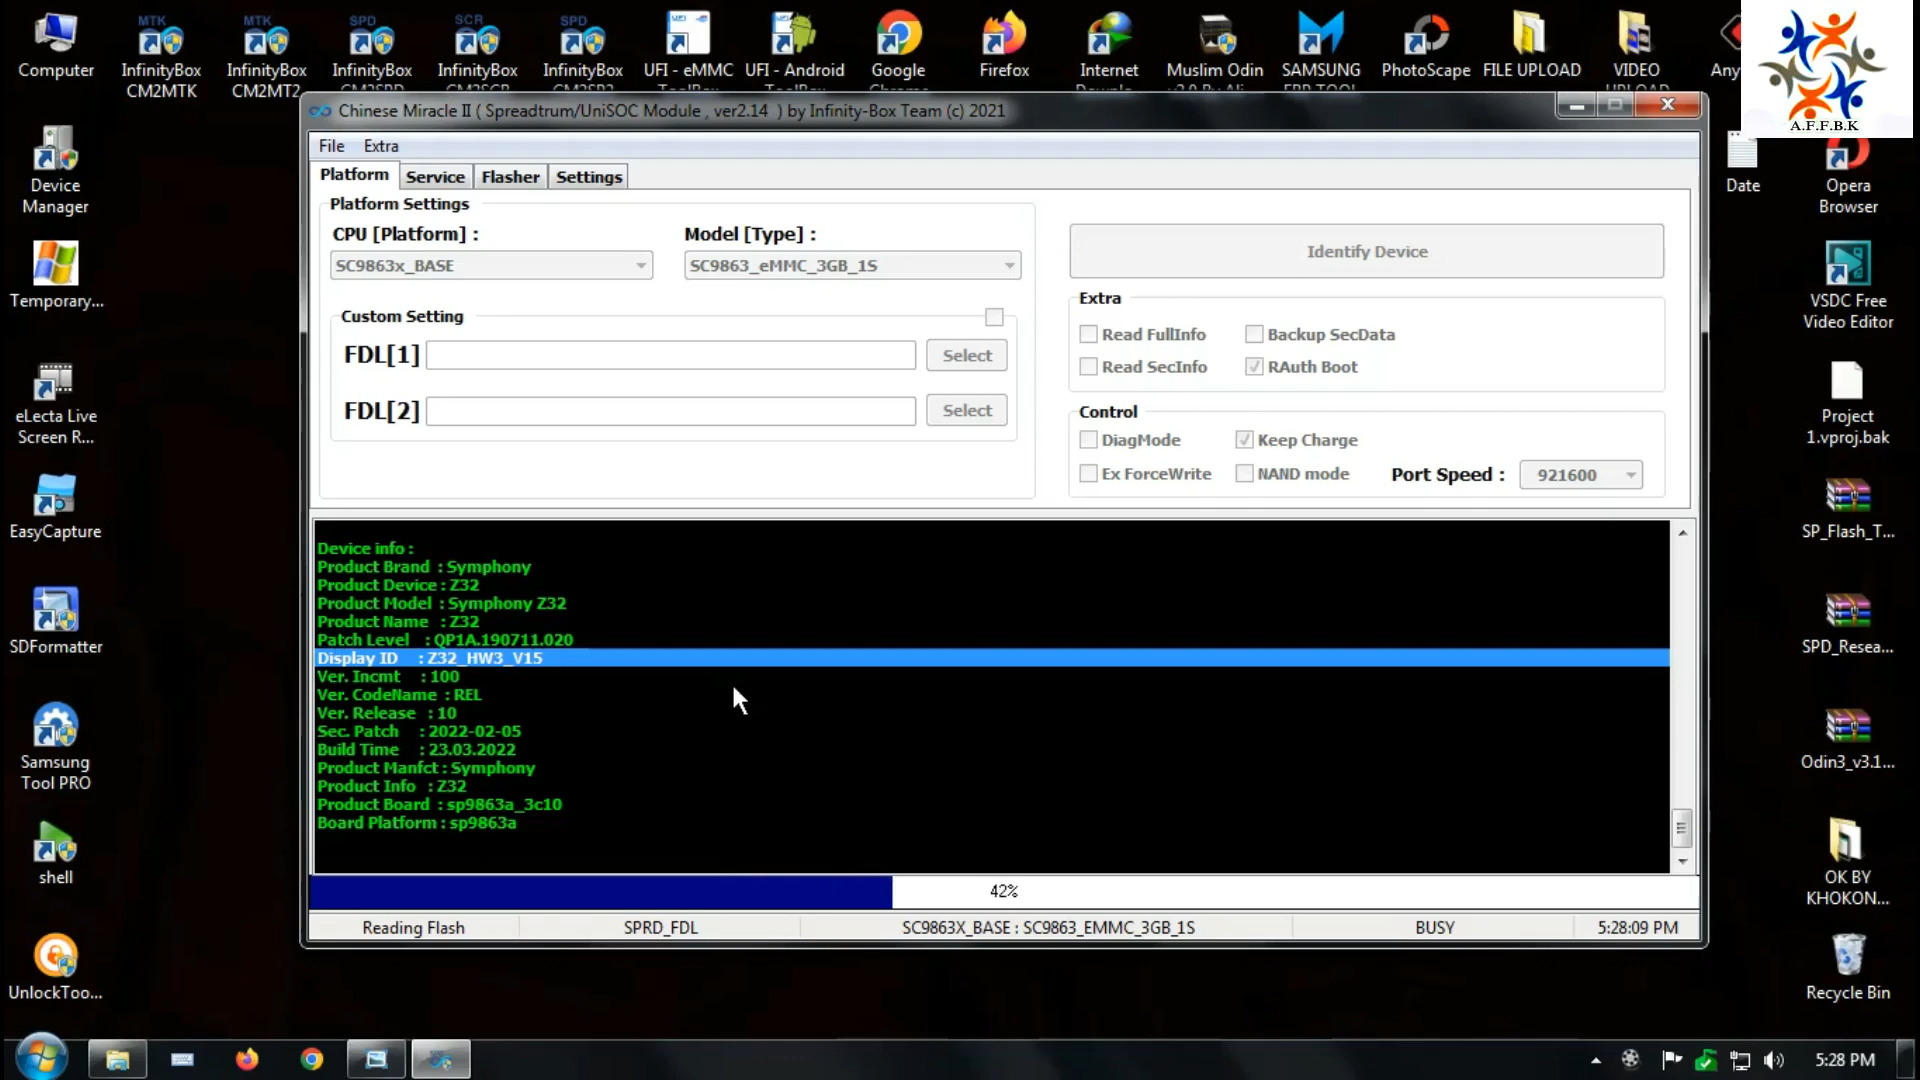 MTK
MTK
SPD
SCR
SPD
UFI
Computer
InfinityBox
CM2MTK
InfinityBox
CM2MT2
InfinityBox
InfinityBox
InfinityBox
UFI - eMMC
UFI - Android
Google
Firefox
Internet
Muslim Odin
SAMSUNG
PhotoScape
FILE UPLOAD
VIDEO
Any
A.F.F.B.K
Chinese Miracle II ( Spreadtrum/UniSOC Module , ver2.14 ) by Infinity-Box Team (c) 2021
File Extra
Platform Service Flasher Settings
Platform Settings
CPU [Platform] :
Model [Type] :
SC9863x_BASE
SC9863_eMMC_3GB_1S
Custom Setting
FDL[1]
Select
FDL[2]
Select
Identify Device
Extra
Read FullInfo
Backup SecData
Read SecInfo
RAuth Boot
Control
DiagMode
Keep Charge
Ex ForceWrite
NAND mode
Port Speed :
921600
Device info :
Product Brand : Symphony
Product Device : Z32
Product Model : Symphony Z32
Product Name : Z32
Patch Level : QP1A.190711.020
Display ID : Z32_HW3_V15
Ver. Incmt : 100
Ver. CodeName : REL
Ver. Release : 10
Sec. Patch : 2022-02-05
Build Time : 23.03.2022
Product Manfct : Symphony
Product Info : Z32
Product Board : sp9863a_3c10
Board Platform : sp9863a
42%
Reading Flash
SPRD_FDL
SC9863X_BASE : SC9863_EMMC_3GB_1S
BUSY
5:28:09 PM
Device
Manager
Temporary...
eLecta Live
Screen R...
EasyCapture
SDFormatter
Samsung
Tool PRO
shell
UnlockToo...
Date
Opera
Browser
VSDC Free
Video Editor
Project
1.vproj.bak
SP_Flash_T...
SPD_Resea...
Odin3_v3.1...
OK BY
KHOKON...
Recycle Bin
5:28 PM